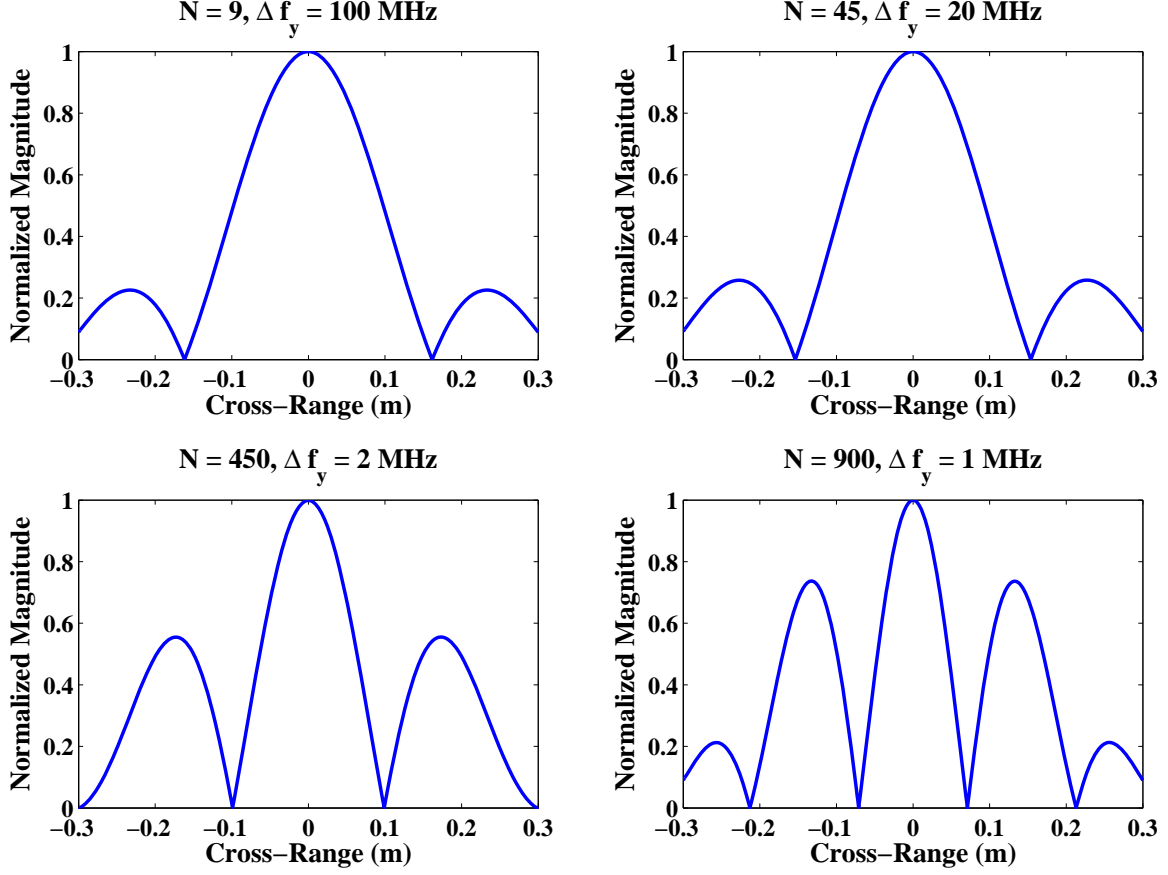 N = 9, Δ f_y = 100 MHz
Normalized Magnitude
1
0.8
0.6
0.4
0.2
0
−0.3 −0.2 −0.1 0 0.1 0.2 0.3
Cross−Range (m)
N = 45, Δ f_y = 20 MHz
Normalized Magnitude
1
0.8
0.6
0.4
0.2
0
−0.3 −0.2 −0.1 0 0.1 0.2 0.3
Cross−Range (m)
N = 450, Δ f_y = 2 MHz
Normalized Magnitude
1
0.8
0.6
0.4
0.2
0
−0.3 −0.2 −0.1 0 0.1 0.2 0.3
Cross−Range (m)
N = 900, Δ f_y = 1 MHz
Normalized Magnitude
1
0.8
0.6
0.4
0.2
0
−0.3 −0.2 −0.1 0 0.1 0.2 0.3
Cross−Range (m)